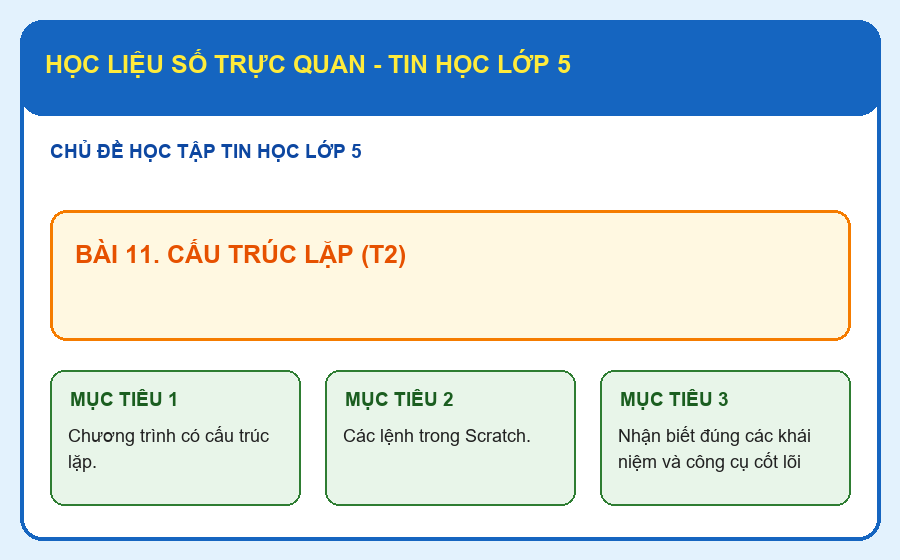 HỌC LIỆU SỐ TRỰC QUAN - TIN HỌC LỚP 5
CHỦ ĐỀ HỌC TẬP TIN HỌC LỚP 5
BÀI 11. CẤU TRÚC LẶP (T2)
MỤC TIÊU 1
Chương trình có cấu trúc
lặp.
MỤC TIÊU 2
Các lệnh trong Scratch.
MỤC TIÊU 3
Nhận biết đúng các khái
niệm và công cụ cốt lõi